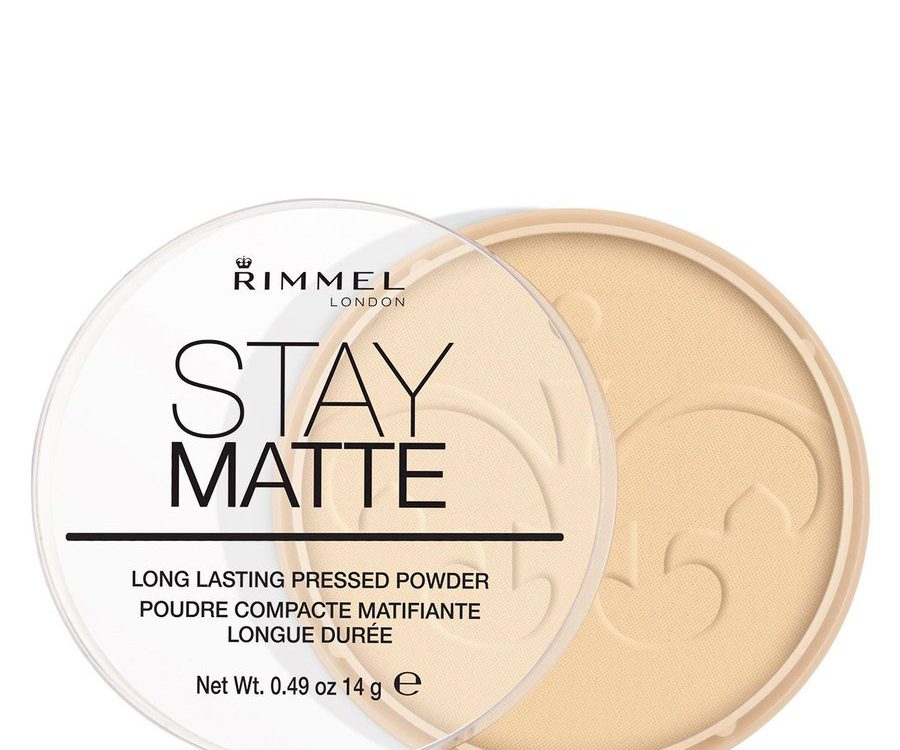 RIMMEL
LONDON
STAY
MATTE
LONG LASTING PRESSED POWDER
POUDRE COMPACTE MATIFIANTE
LONGUE DURÉE
Net Wt. 0.49 oz 14 g ℮